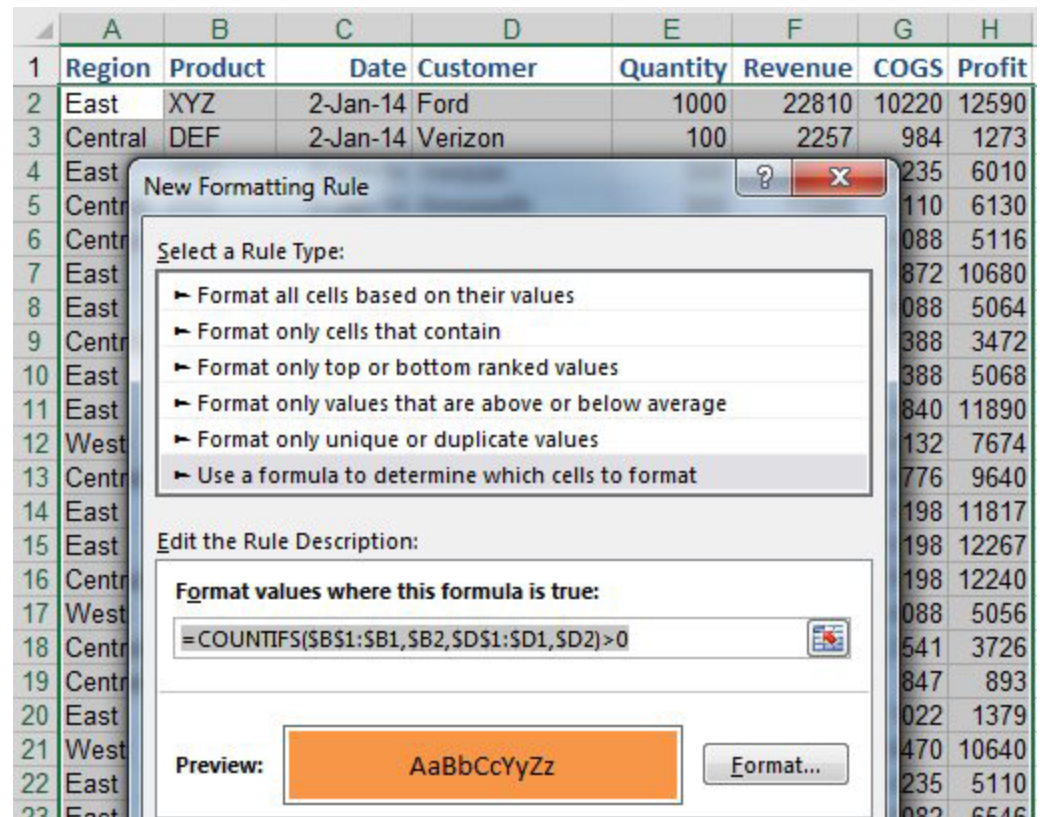 A B C D E F G H
1 Region Product Date Customer Quantity Revenue COGS Profit
2 East XYZ 2-Jan-14 Ford 1000 22810 10220 12590
3 Central DEF 2-Jan-14 Verizon 100 2257 984 1273
4 East 235 6010
New Formatting Rule ?
5 110 6130
6 Select a Rule Type: 088 5116
7 East 872 10680
Format all cells based on their values
8 East 088 5064
Format only cells that contain
9 388 3472
10 East Format only top or bottom ranked values 388 5068
11 East Format only values that are above or below average 840 11890
12 West Format only unique or duplicate values 132 7674
13 Use a formula to determine which cells to format 776 9640
14 East 198 11817
15 East Edit the Rule Description: 198 12267
16 Format values where this formula is true: 198 12240
17 West 088 5056
18 =COUNTIFS($B$1:$B1,$B2,$D$1:$D1,$D2)>0 541 3726
19 847 893
20 East 022 1379
21 West Preview: AaBbCcYyZz Format... 470 10640
22 East 235 5110
23 East 082 6546